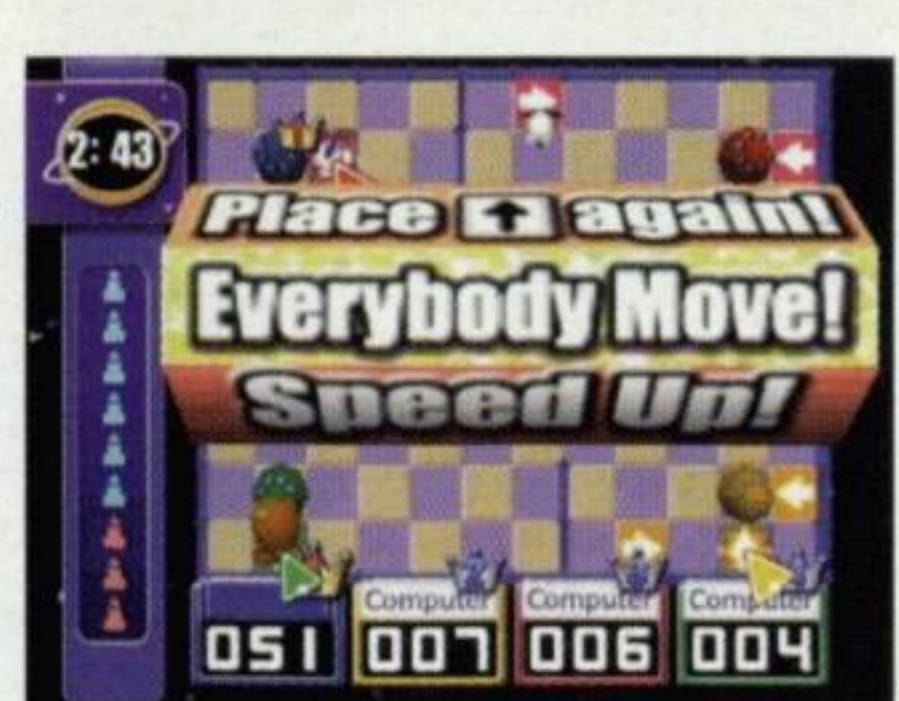 2:43
Place ↑ again!
Everybody Move!
Speed Up!
Computer Computer Computer
051 007 006 004